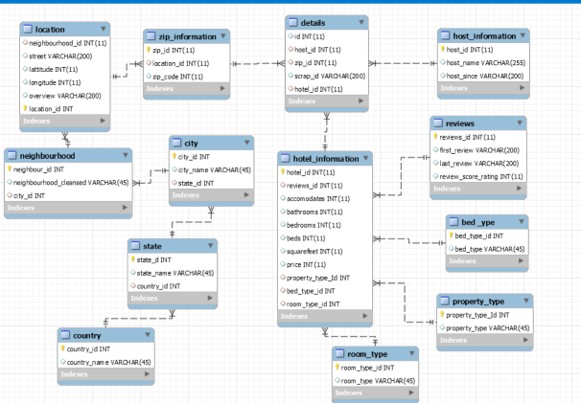 location
neighbourhood_id INT(11)
street VARCHAR(200)
lattitude INT(11)
longitude INT(11)
overview VARCHAR(200)
location_id INT
Indexes
zip_information
zip_id INT(11)
location_id INT(11)
zip_code INT(11)
Indexes
details
id INT(11)
host_id INT(11)
zip_id INT(11)
scrap_id VARCHAR(200)
hotel_id INT(11)
Indexes
host_information
host_id INT(11)
host_name VARCHAR(255)
host_since VARCHAR(200)
Indexes
neighbourhood
neighbour_id INT(11)
neighbourhood_cleansed VARCHAR(45)
city_id INT(11)
Indexes
city
city_id INT
city_name VARCHAR(45)
state_id INT
Indexes
hotel_information
hotel_id INT(11)
reviews_id INT(11)
accomodates INT(11)
bathrooms INT(11)
bedrooms INT(11)
beds INT(11)
squarefeet INT(11)
price INT(11)
property_type_Id INT
bed_type_id INT
room_type_id INT
Indexes
reviews
reviews_id INT(11)
first_review VARCHAR(200)
last_review VARCHAR(200)
review_score_rating INT(11)
Indexes
bed_ype
bed_type_id INT
bed_type VARCHAR(45)
Indexes
state
state_d INT
state_name VARCHAR(45)
country_id INT
Indexes
property_type
property_type_Id INT
property_type VARCHAR(45)
Indexes
country
country_id INT
country_name VARCHAR(45)
Indexes
room_type
room_type_id INT
room_type VARCHAR(45)
Indexes